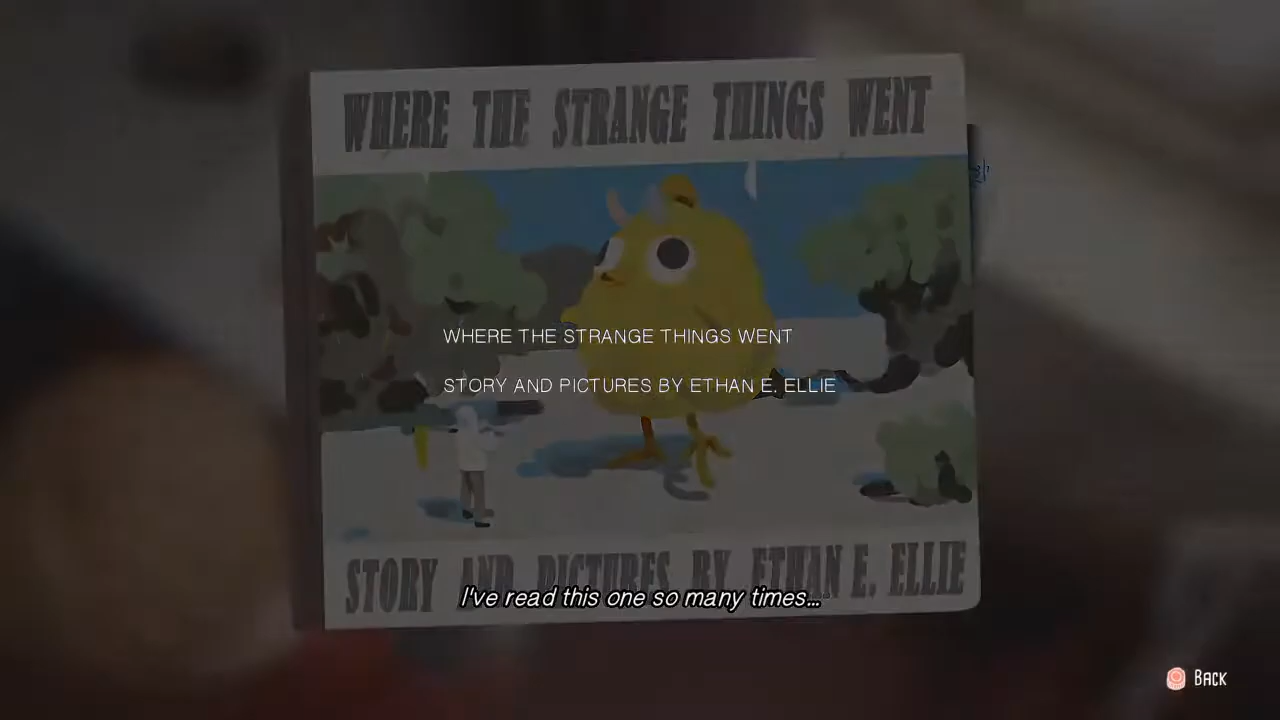 WHERE THE STRANGE THINGS WENT
WHERE THE STRANGE THINGS WENT
STORY AND PICTURES BY ETHAN E. ELLIE
STORY AND PICTURES BY ETHAN E. ELLIE
I've read this one so many times...
BACK